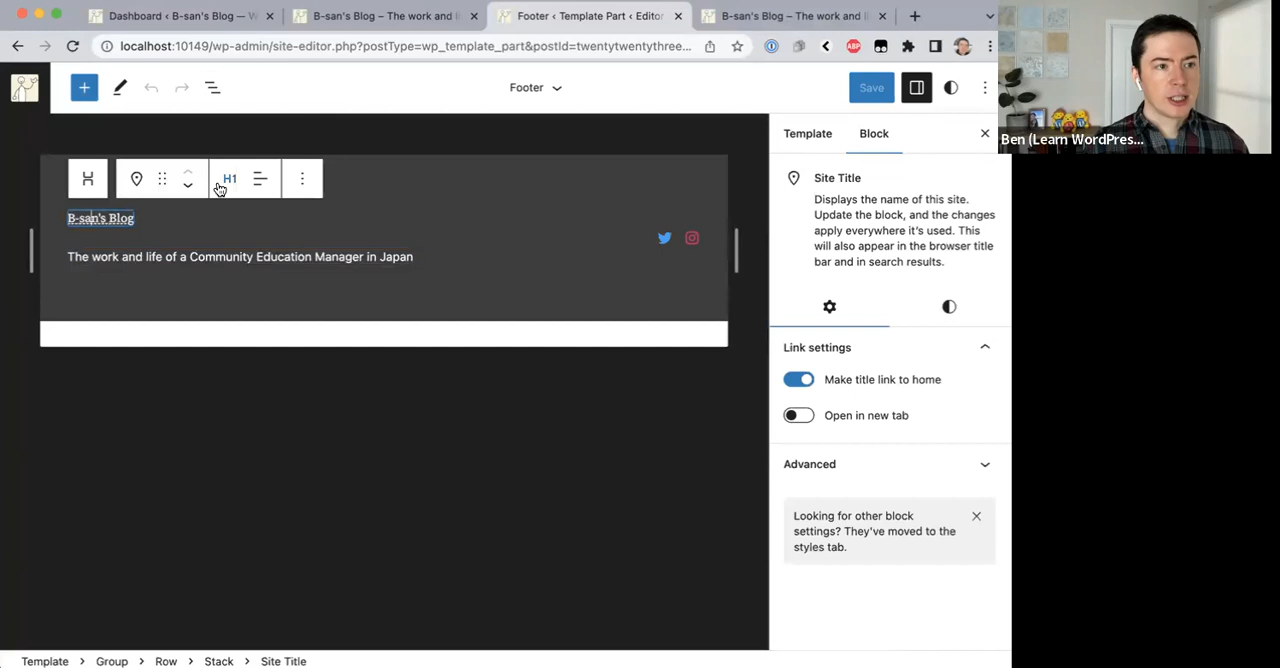 Dashboard ‹ B-san's Blog — W
B-san's Blog – The work and li
Footer ‹ Template Part ‹ Editor
B-san's Blog – The work and li
localhost:10149/wp-admin/site-editor.php?postType=wp_template_part&postId=twentytwentythree...
ABP
Footer
Save
H1
B-san's Blog
The work and life of a Community Education Manager in Japan
Template
Block
Site Title
Displays the name of this site.
Update the block, and the changes
apply everywhere it's used. This
will also appear in the browser title
bar and in search results.
Link settings
Make title link to home
Open in new tab
Advanced
Looking for other block
settings? They've moved to the
styles tab.
Ben (Learn WordPres...
Template > Group > Row > Stack > Site Title